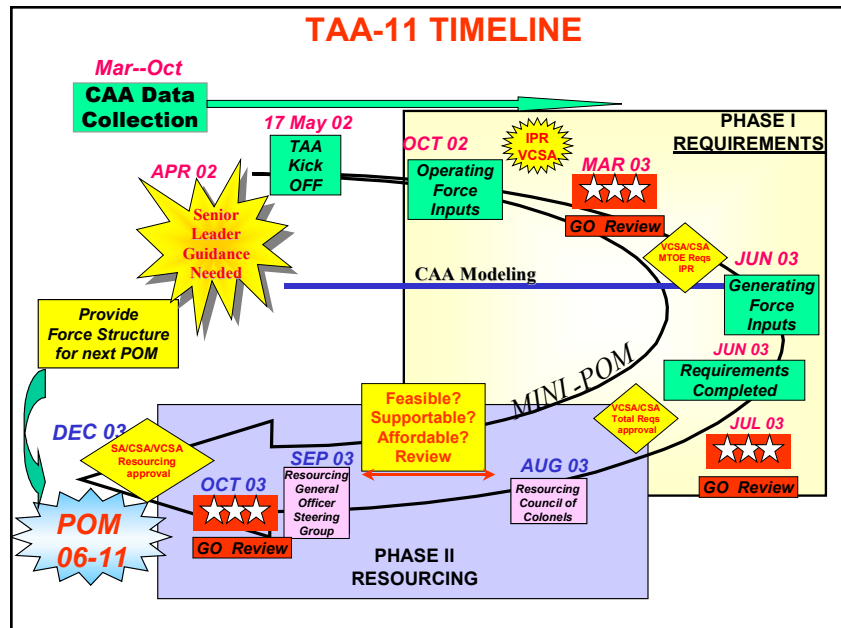 TAA-11 TIMELINE
Mar--Oct
CAA Data
Collection
17 May 02
TAA
Kick
OFF
APR 02
Senior
Leader
Guidance
Needed
OCT 02
Operating
Force
Inputs
IPR
VCSA
PHASE I
REQUIREMENTS
MAR 03
GO Review
VCSA/CSA
MTOE Reqs
IPR
JUN 03
Generating
Force
Inputs
CAA Modeling
Provide
Force Structure
for next POM
JUN 03
Requirements
Completed
MINI-POM
Feasible?
Supportable?
Affordable?
Review
VCSA/CSA
Total Reqs
approval
JUL 03
GO Review
DEC 03
SA/CSA/VCSA
Resourcing
approval
SEP 03
Resourcing
General
Officer
Steering
Group
AUG 03
Resourcing
Council of
Colonels
OCT 03
GO Review
POM
06-11
PHASE II
RESOURCING